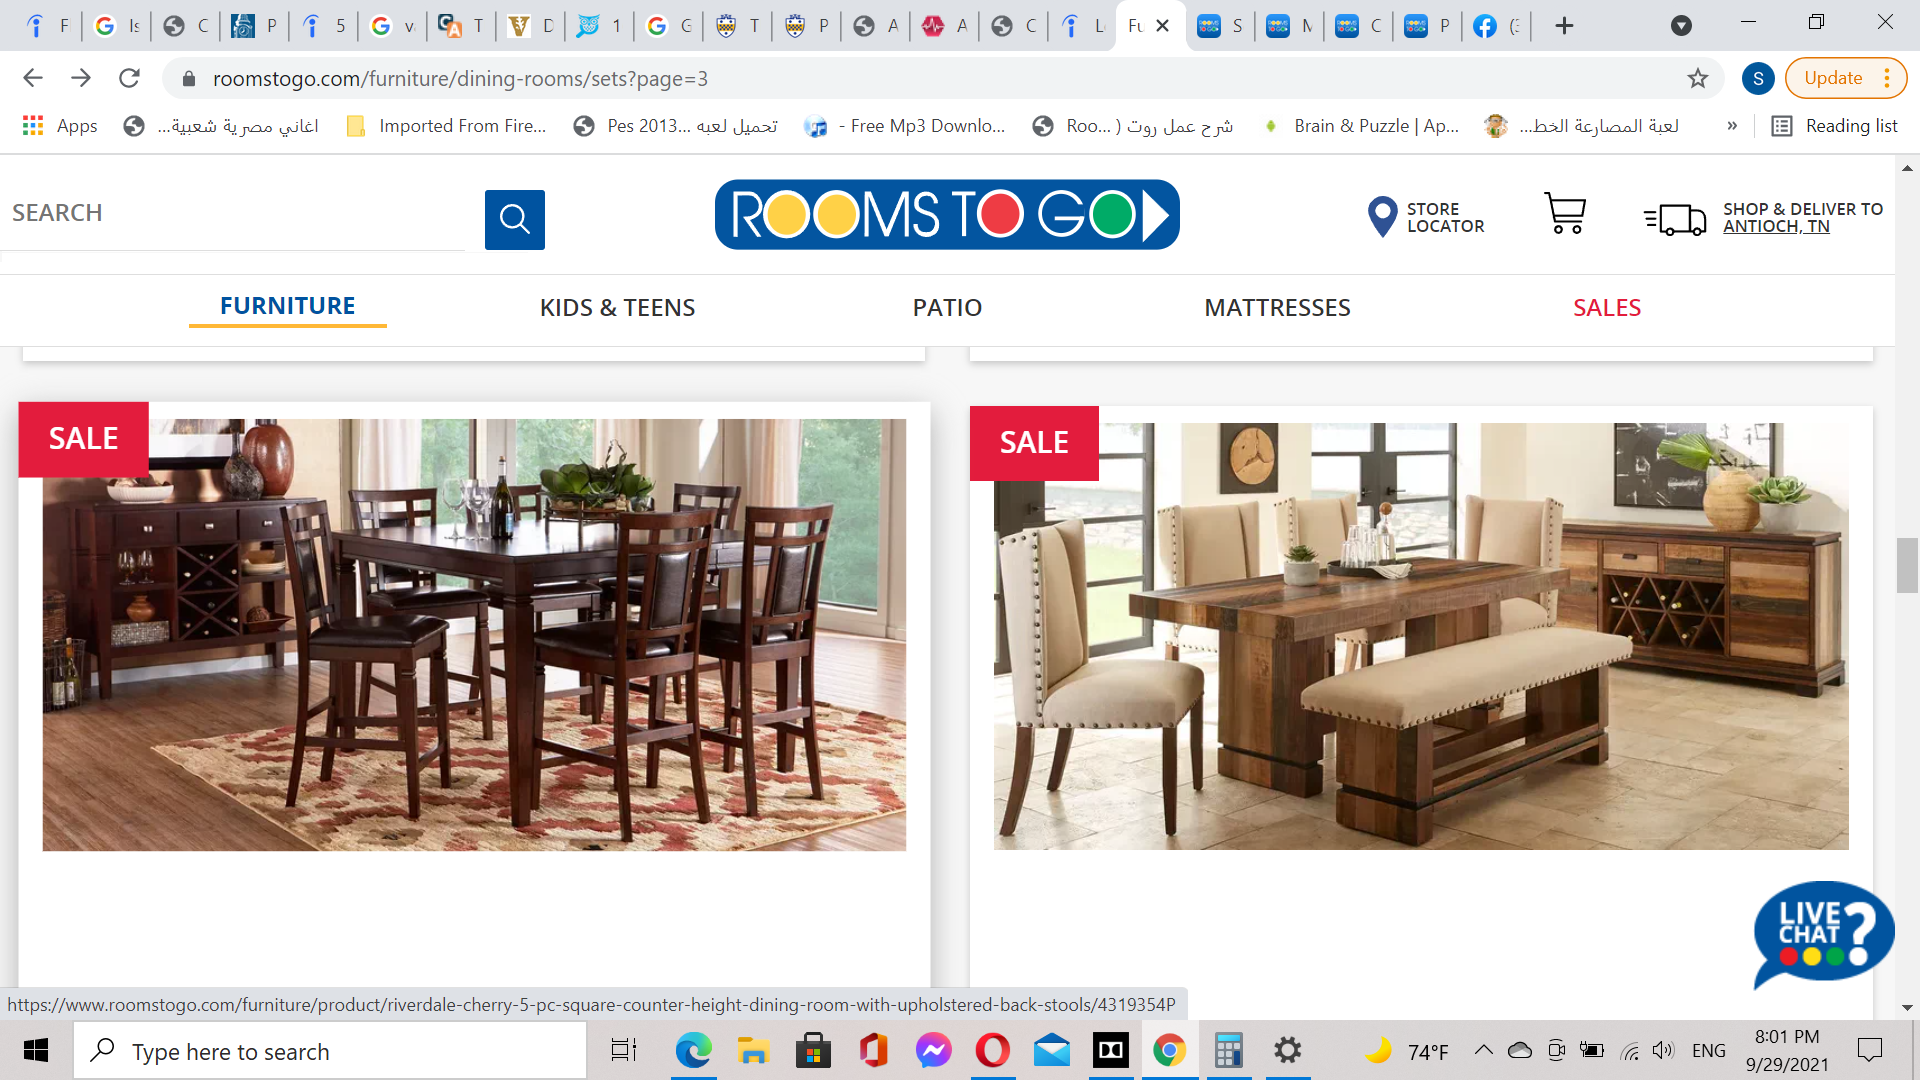 F
Is
C
P
5
v
T
D
1
G
T
P
A
A
C
L
Fu
S
M
C
P
(3
roomstogo.com/furniture/dining-rooms/sets?page=3
S
Update
Apps
اغاني مصرية شعبية...
Imported From Fire...
Pes 2013... تحميل لعبه
- Free Mp3 Downlo...
Roo... ) شرح عمل روت
Brain & Puzzle | Ap...
لعبة المصارعة الخط...
»
Reading list
SEARCH
ROOMS TO GO
STORE
LOCATOR
SHOP & DELIVER TO
ANTIOCH, TN
FURNITURE
KIDS & TEENS
PATIO
MATTRESSES
SALES
SALE
SALE
LIVE
CHAT ?
https://www.roomstogo.com/furniture/product/riverdale-cherry-5-pc-square-counter-height-dining-room-with-upholstered-back-stools/4319354P
Type here to search
74°F
ENG
8:01 PM
9/29/2021